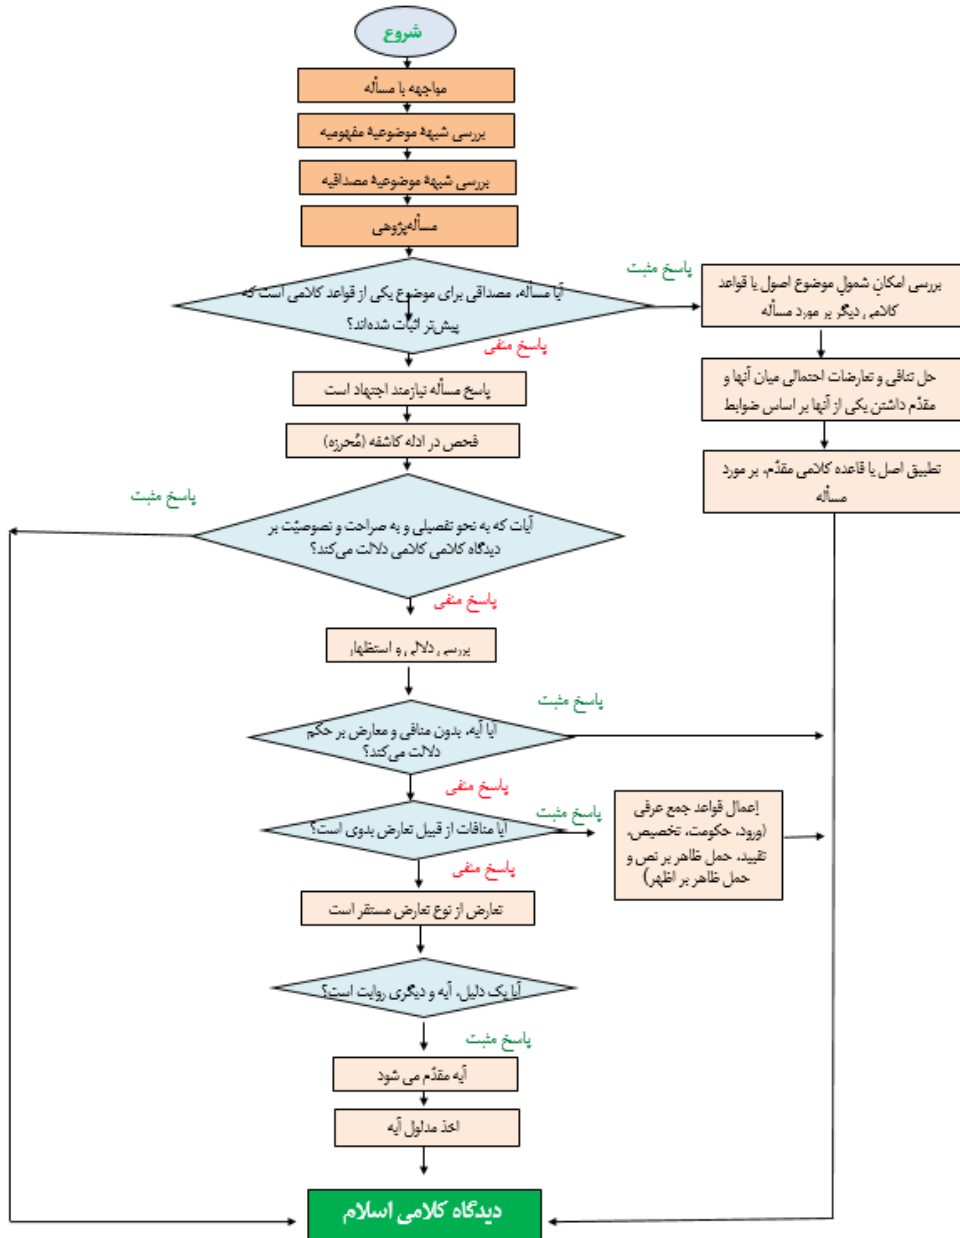 شروع
مواجهه با مسأله
بررسی شبههٔ موضوعیهٔ مفهومیه
بررسی شبههٔ موضوعیهٔ مصداقیه
مسأله‌پژوهی
آیا مسأله، مصداقی برای موضوع یکی از قواعد کلامی است که
پیش‌تر اثبات شده‌اند؟
پاسخ مثبت
بررسی امکانِ شمولِ موضوع اصول یا قواعد
کلامی دیگر بر مورد مسأله
حل تنافی و تعارضات احتمالی میان آنها و
مقدّم داشتن یکی از آنها بر اساس ضوابط
تطبیق اصل یا قاعده کلامی مقدّم، بر مورد
مسأله
پاسخ منفی
پاسخ مسأله نیازمند اجتهاد است
فحص در ادله کاشفه (مُحرزه)
آیات که به نحو تفصیلی و به صراحت و نصوصیّت بر
دیدگاه کلامی کلامی دلالت می‌کند؟
پاسخ مثبت
پاسخ منفی
بررسی دلالی و استظهار
آیا آیه، بدون منافی و معارض بر حکم
دلالت می‌کند؟
پاسخ مثبت
پاسخ منفی
آیا منافات از قبیل تعارض بدوی است؟
پاسخ مثبت
إعمال قواعد جمع عرفی
(ورود، حکومت، تخصیص،
تقیید، حمل ظاهر بر نص و
حمل ظاهر بر اظهر)
پاسخ منفی
تعارض از نوع تعارض مستقر است
آیا یک دلیل، آیه و دیگری روایت است؟
پاسخ مثبت
آیه مقدّم می شود
اخذ مدلول آیه
دیدگاه کلامی اسلام